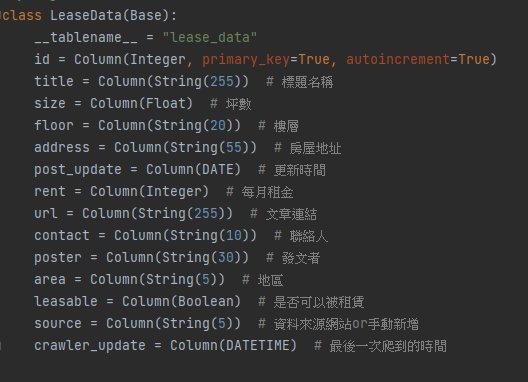 class LeaseData(Base):
    __tablename__ = "lease_data"
    id = Column(Integer, primary_key=True, autoincrement=True)
    title = Column(String(255))  # 標題名稱
    size = Column(Float)  # 坪數
    floor = Column(String(20))  # 樓層
    address = Column(String(55))  # 房屋地址
    post_update = Column(DATE)  # 更新時間
    rent = Column(Integer)  # 每月租金
    url = Column(String(255))  # 文章連結
    contact = Column(String(10))  # 聯絡人
    poster = Column(String(30))  # 發文者
    area = Column(String(5))  # 地區
    leasable = Column(Boolean)  # 是否可以被租賃
    source = Column(String(5))  # 資料來源網站or手動新增
    crawler_update = Column(DATETIME)  # 最後一次爬到的時間